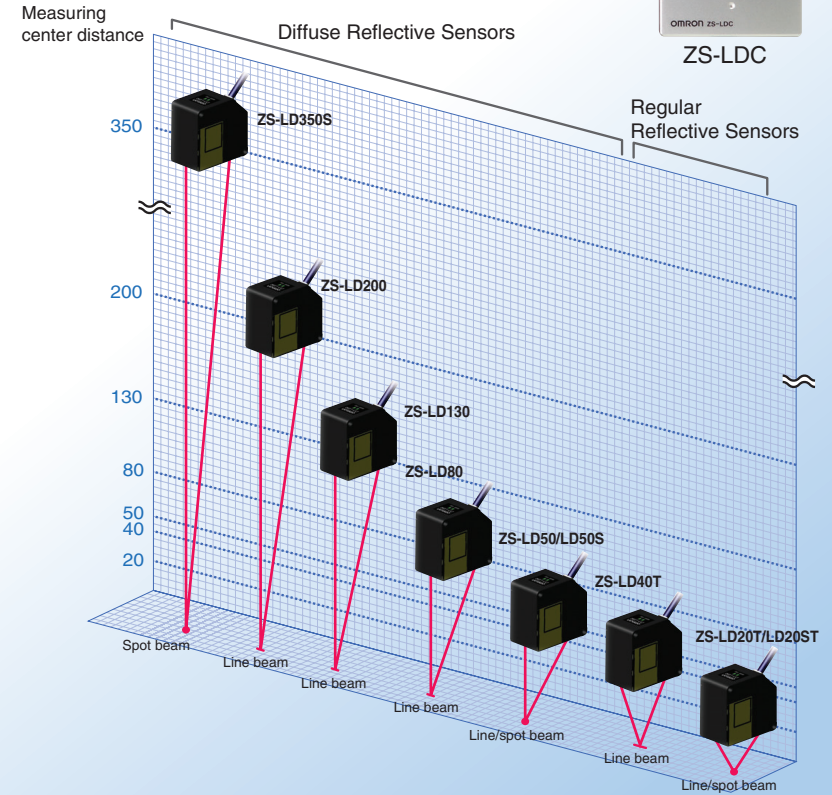 Measuring
center distance
Diffuse Reflective Sensors
OMRON ZS-LDC
ZS-LDC
Regular
Reflective Sensors
350
ZS-LD350S
200
ZS-LD200
130
ZS-LD130
80
ZS-LD80
50
ZS-LD50/LD50S
40
20
ZS-LD40T
ZS-LD20T/LD20ST
Spot beam
Line beam
Line beam
Line beam
Line/spot beam
Line beam
Line/spot beam